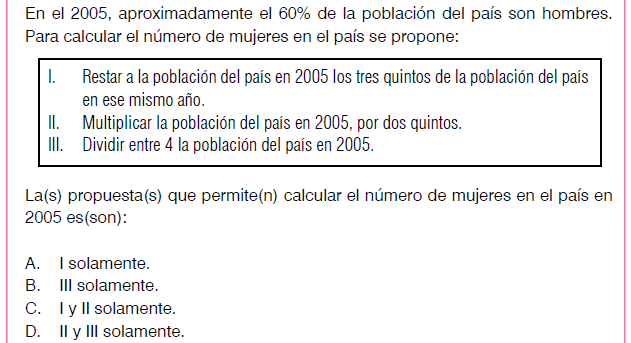 En el 2005, aproximadamente el 60% de la población del país son hombres.
Para calcular el número de mujeres en el país se propone:
I. Restar a la población del país en 2005 los tres quintos de la población del país
en ese mismo año.
II. Multiplicar la población del país en 2005, por dos quintos.
III. Dividir entre 4 la población del país en 2005.
La(s) propuesta(s) que permite(n) calcular el número de mujeres en el país en
2005 es(son):
A. I solamente.
B. III solamente.
C. I y II solamente.
D. II y III solamente.